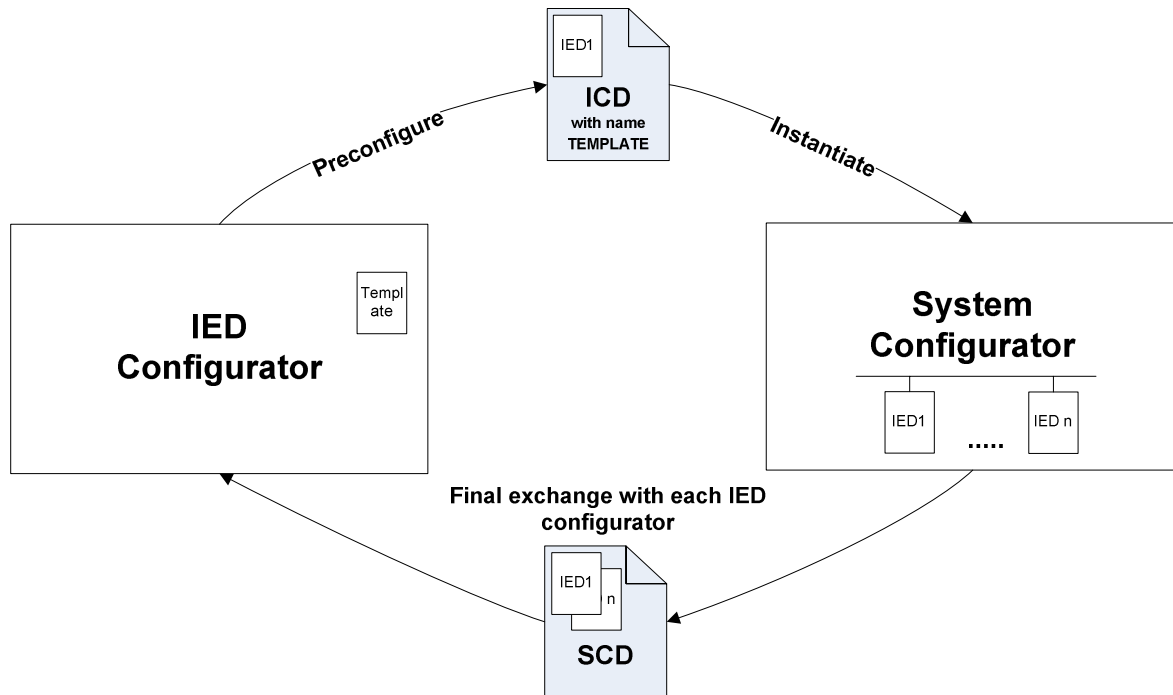 IED1
ICD
with name
TEMPLATE
Preconfigure
Instantiate
IED
Configurator
Templ
ate
System
Configurator
IED1
.....
IED n
Final exchange with each IED
configurator
IED1
n
SCD